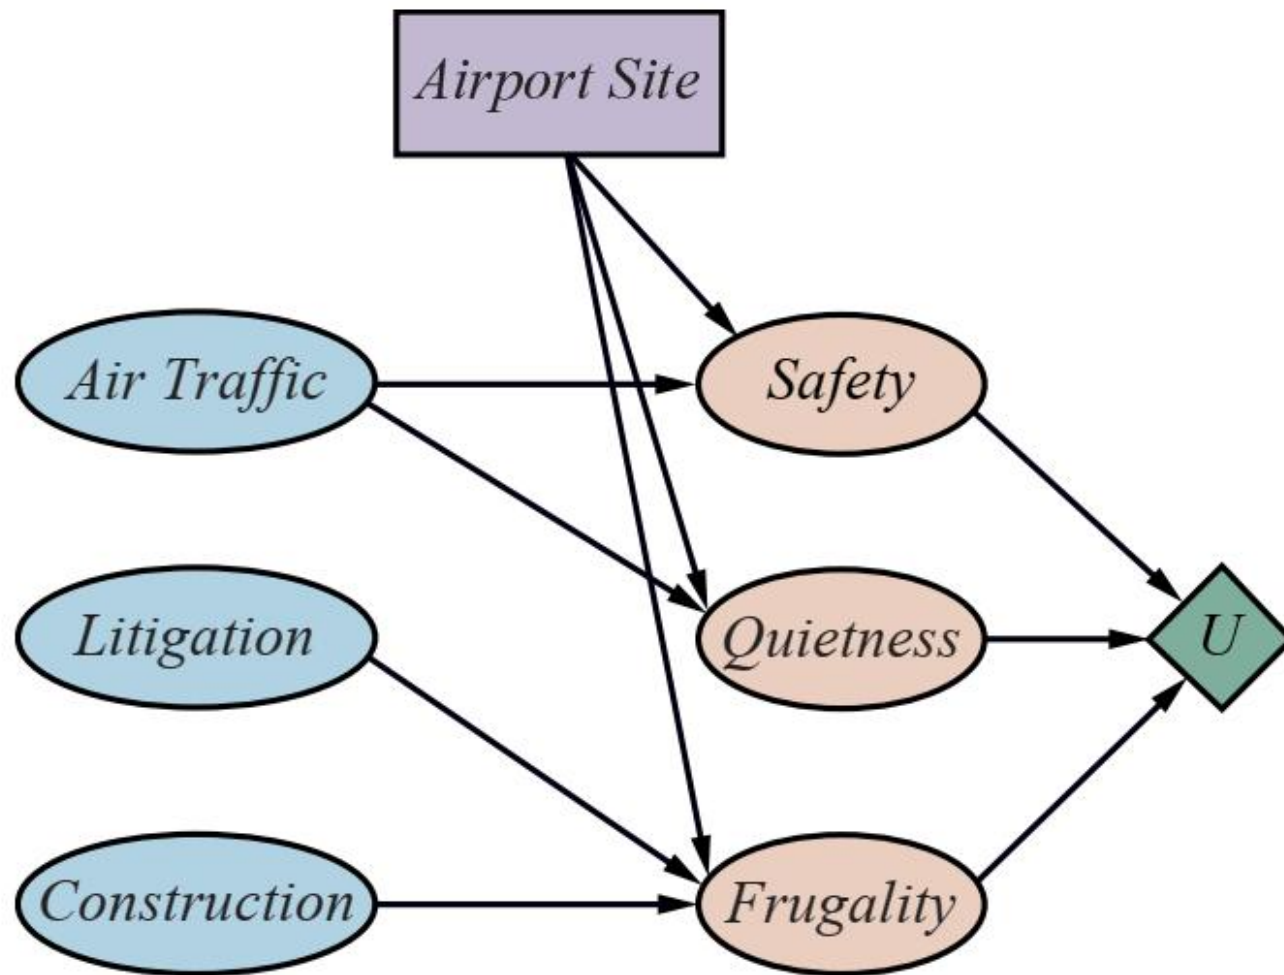 Airport Site
Air Traffic
Safety
Litigation
Quietness
U
Construction
Frugality